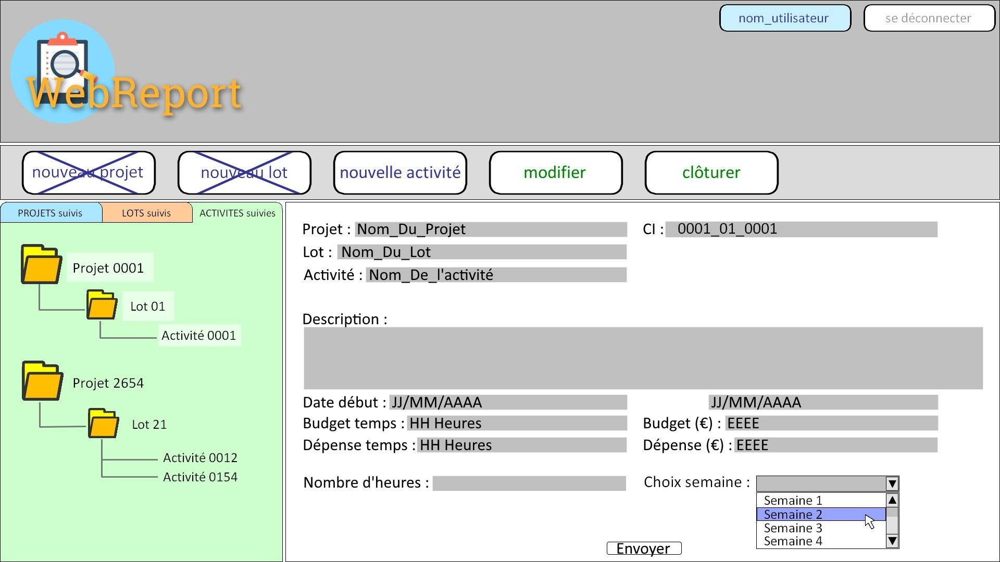 nom_utilisateur se déconnecter
WebReport
nouveau projet nouveau lot nouvelle activité modifier clôturer
PROJETS suivis LOTS suivis ACTIVITES suivies
Projet 0001
Lot 01
Activité 0001
Projet 2654
Lot 21
Activité 0012
Activité 0154
Projet : Nom_Du_Projet CI : 0001_01_0001
Lot : Nom_Du_Lot
Activité : Nom_De_l'activité
Description :
Date début : JJ/MM/AAAA JJ/MM/AAAA
Budget temps : HH Heures Budget (€) : EEEE
Dépense temps : HH Heures Dépense (€) : EEEE
Nombre d'heures : Choix semaine :
Semaine 1
Semaine 2
Semaine 3
Semaine 4
Envoyer